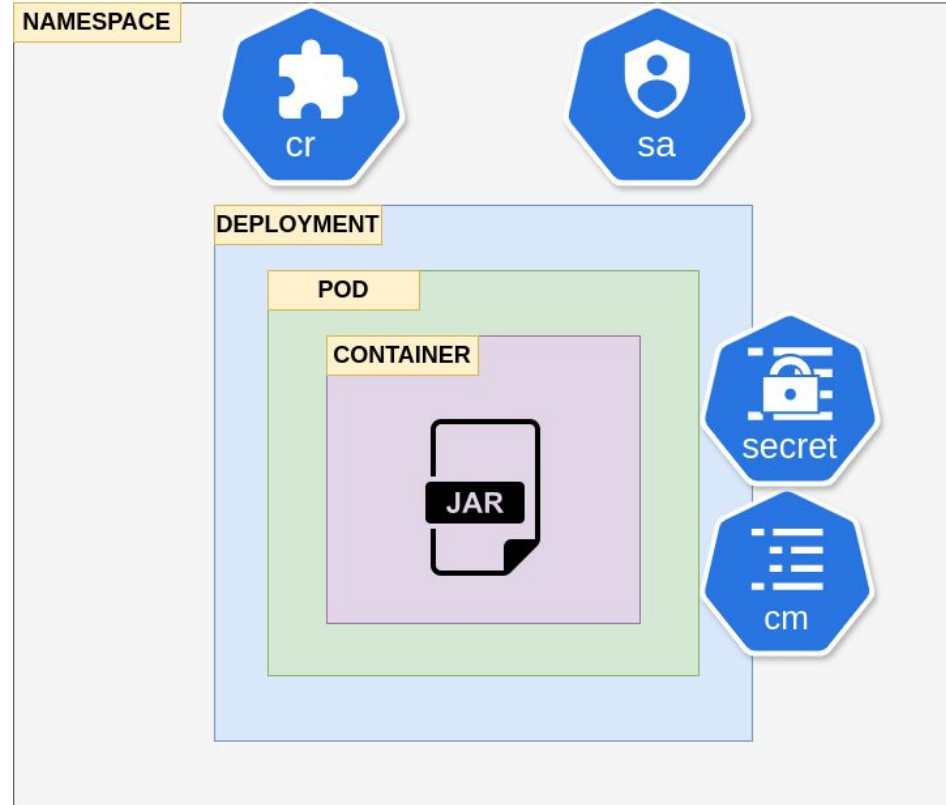 NAMESPACE
cr
sa
DEPLOYMENT
POD
CONTAINER
JAR
secret
cm